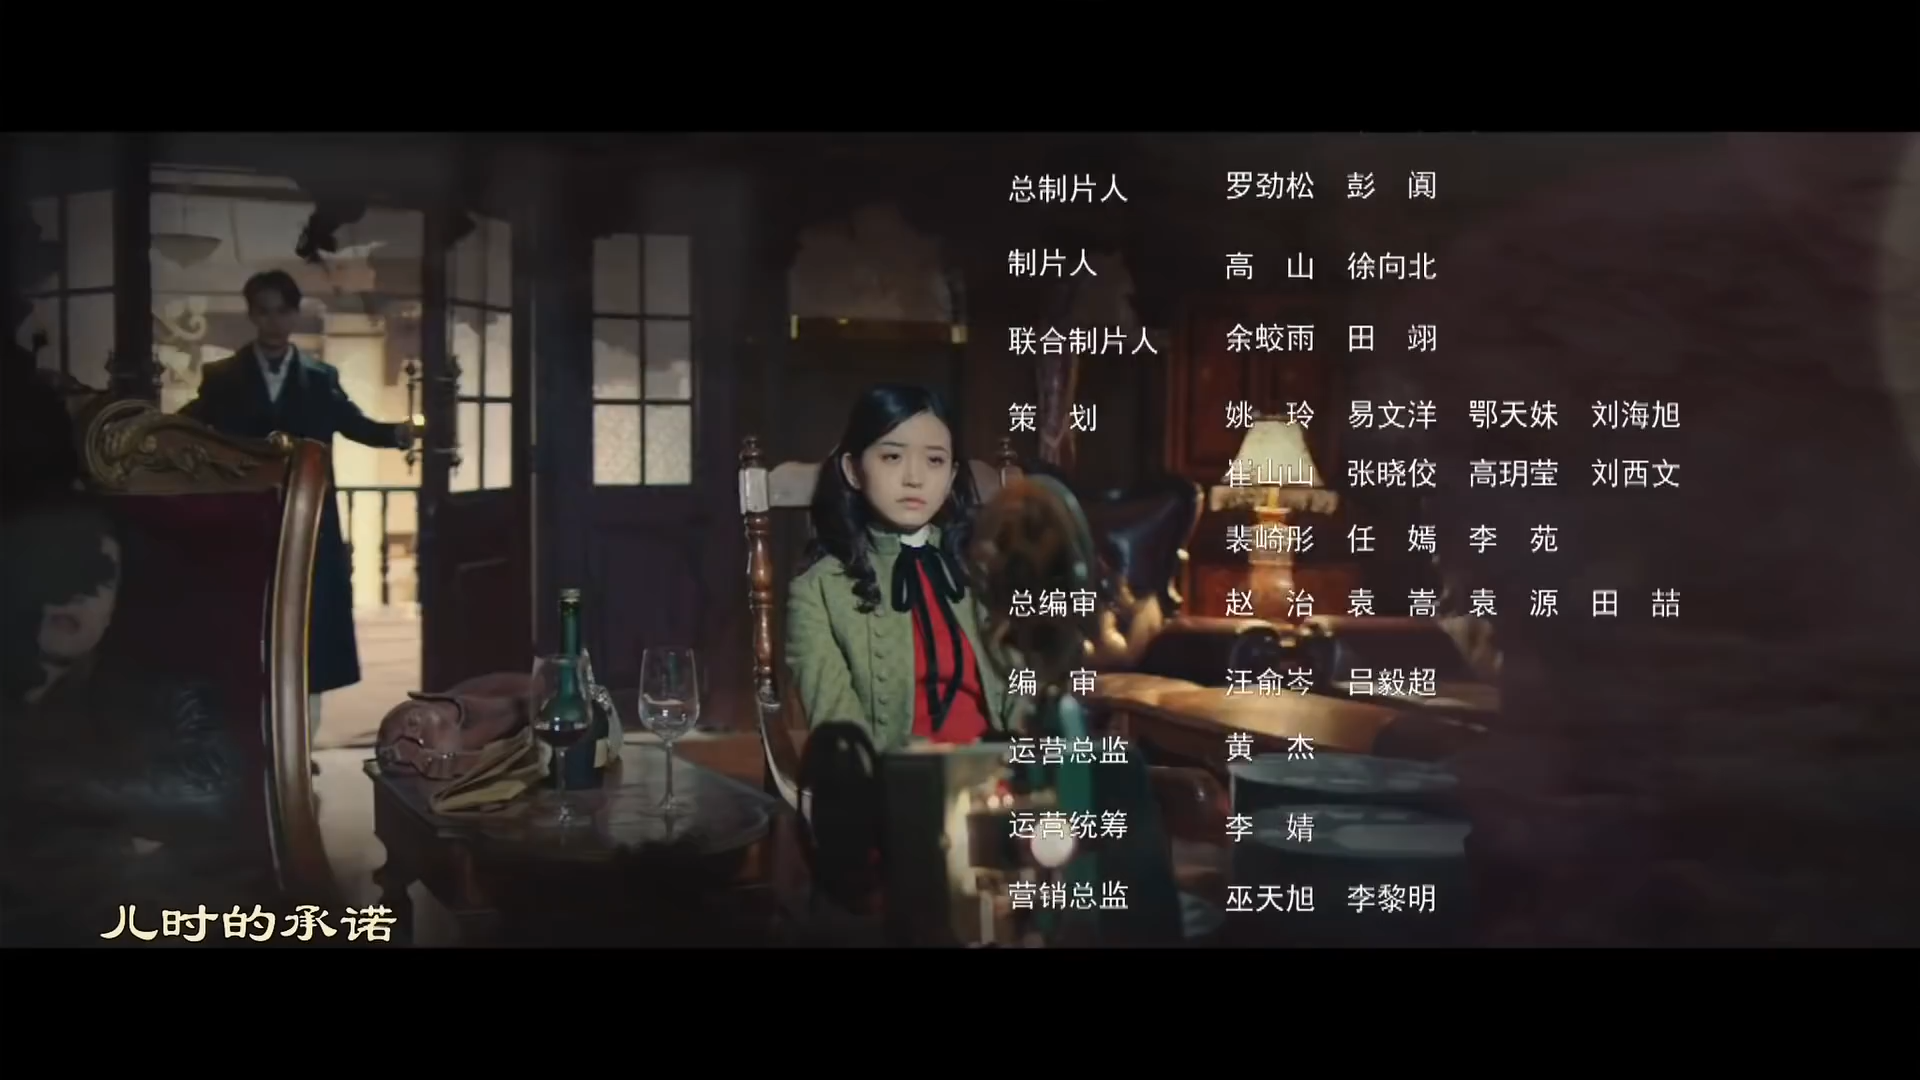 总制片人 罗劲松 彭 阗
制片人 高 山 徐向北
联合制片人 余蛟雨 田 翊
策 划 姚 玲 易文洋 鄂天妹 刘海旭
崔山山 张晓佼 高玥莹 刘西文
裴崎彤 任 嫣 李 苑
总编审 赵 治 袁 嵩 袁 源 田 喆
编 审 汪俞岑 吕毅超
运营总监 黄 杰
运营统筹 李 婧
营销总监 巫天旭 李黎明
儿时的承诺